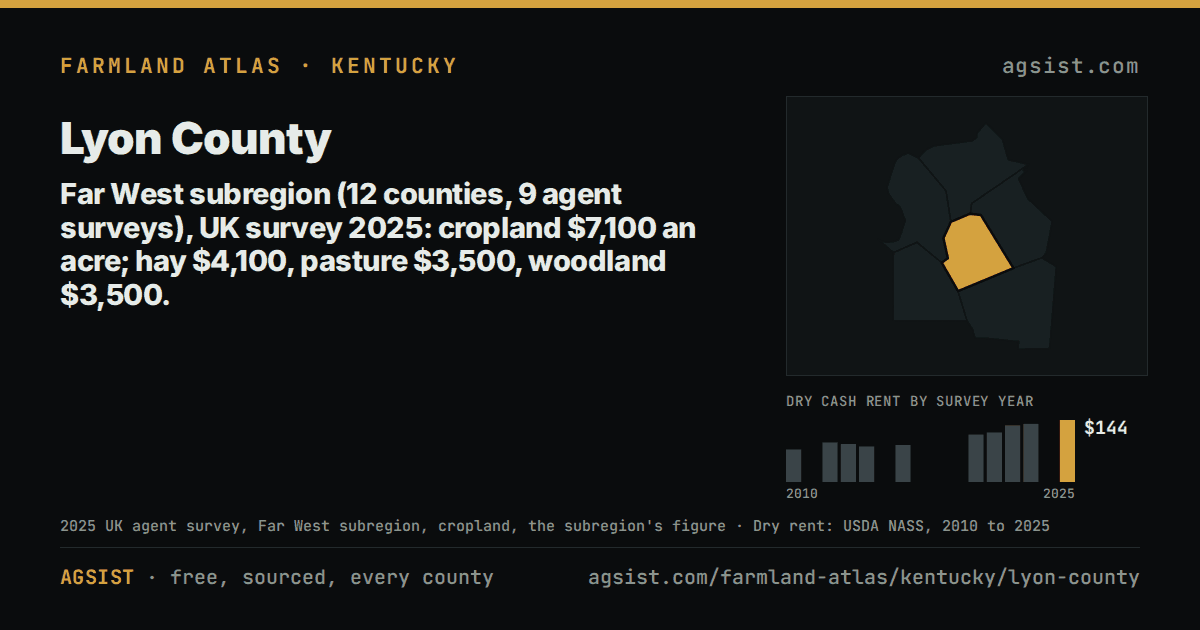 FARMLAND ATLAS · KENTUCKY
agsist.com
Lyon County
Far West subregion (12 counties, 9 agent
surveys), UK survey 2025: cropland $7,100 an
acre; hay $4,100, pasture $3,500, woodland
$3,500.
DRY CASH RENT BY SURVEY YEAR
$144
2010
2025
2025 UK agent survey, Far West subregion, cropland, the subregion's figure · Dry rent: USDA NASS, 2010 to 2025
AGSIST · free, sourced, every county
agsist.com/farmland-atlas/kentucky/lyon-county